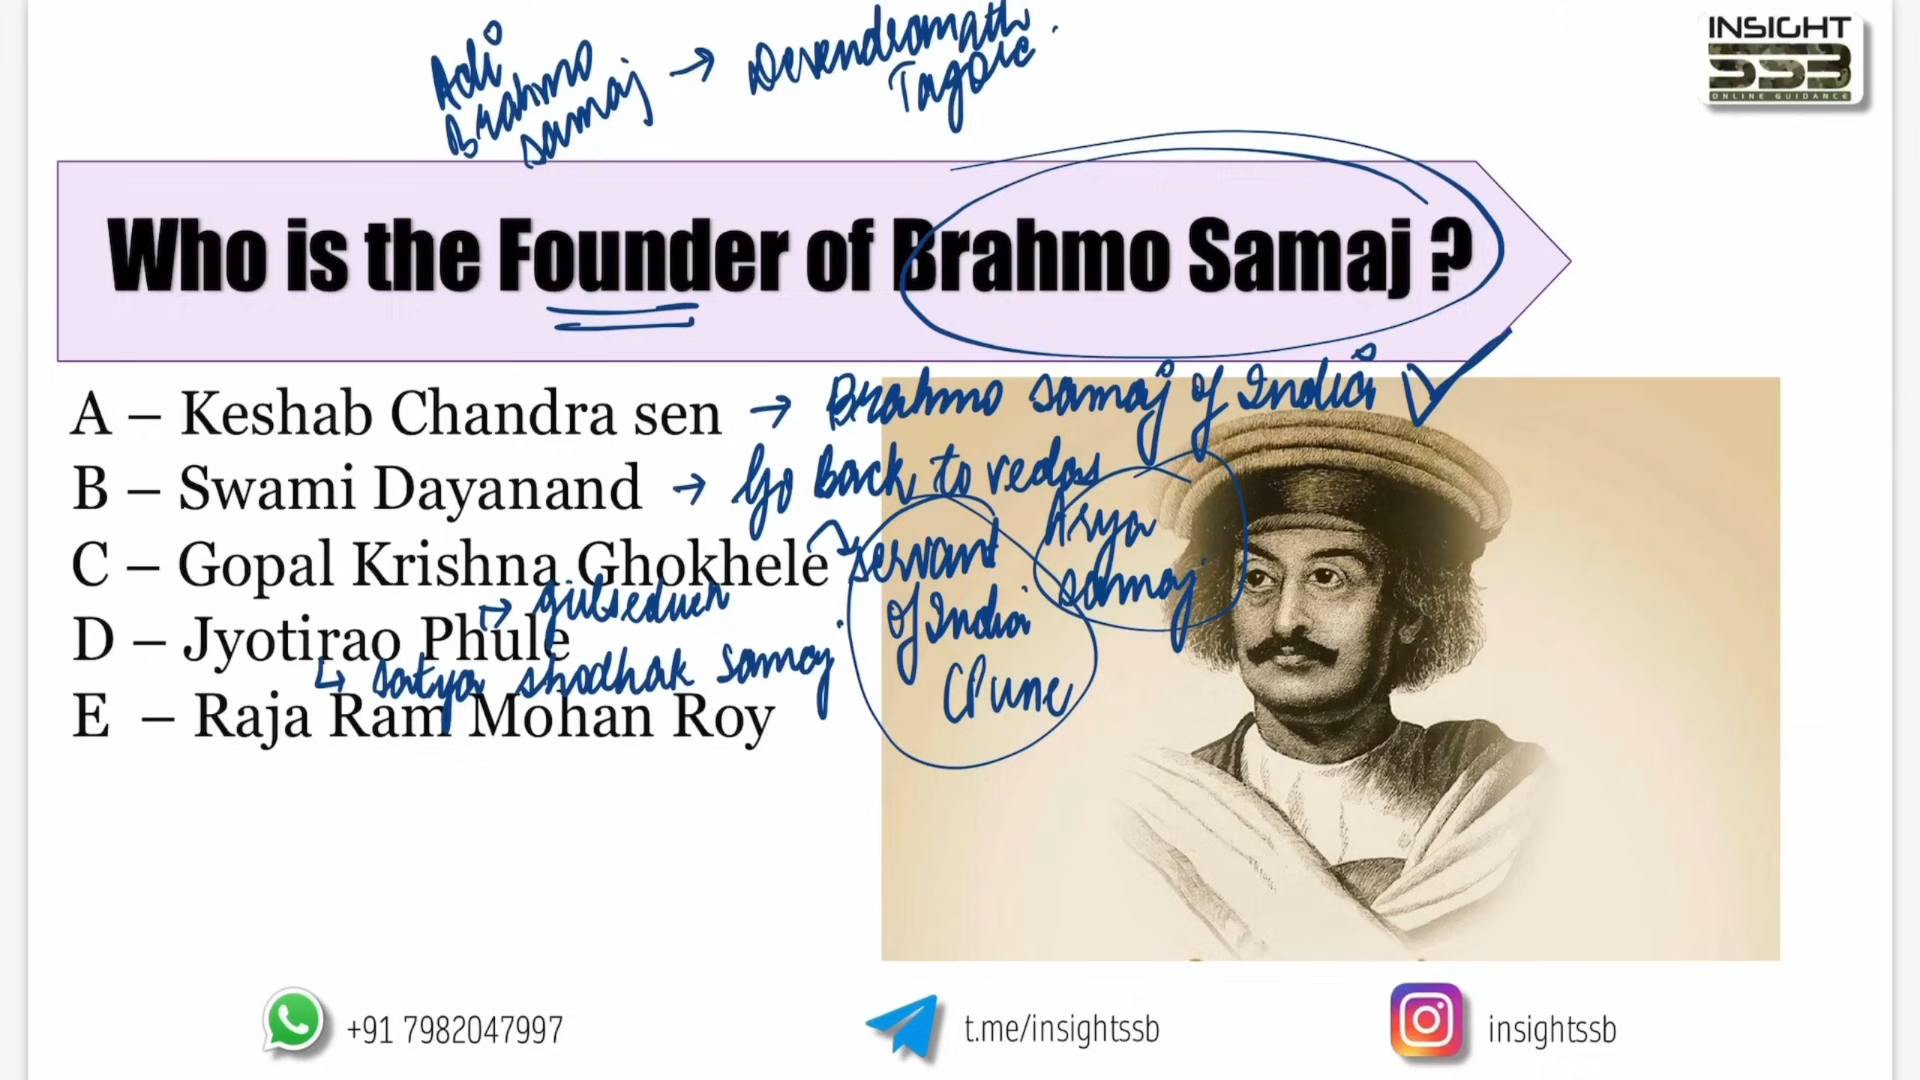 Adi
Brahmo
samaj → Devendranath
Tagore.
INSIGHT
SSB
ONLINE GUIDANCE
Who is the Founder of Brahmo Samaj ?
A – Keshab Chandra sen → Brahmo samaj of India
B – Swami Dayanand → Go Back to vedas
Arya
samaj
C – Gopal Krishna Ghokhele → servant
of India
(Pune
D – Jyotirao Phule
↳ satya shodhak samaj.
E – Raja Ram Mohan Roy
+91 7982047997
t.me/insightssb
insightssb